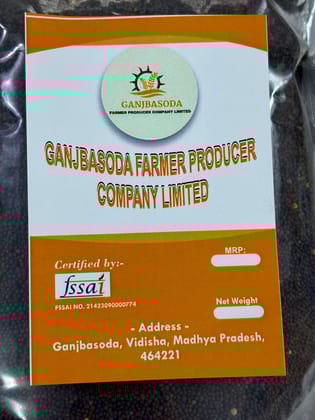 GANJBASODA
FARMER PRODUCER COMPANY LIMITED
GANJBASODA FARMER PRODUCER
COMPANY LIMITED
Certified by:-
MRP:
fssai
FSSAI NO. 21423090000774
Net Weight
- Address -
Ganjbasoda, Vidisha, Madhya Pradesh,
464221